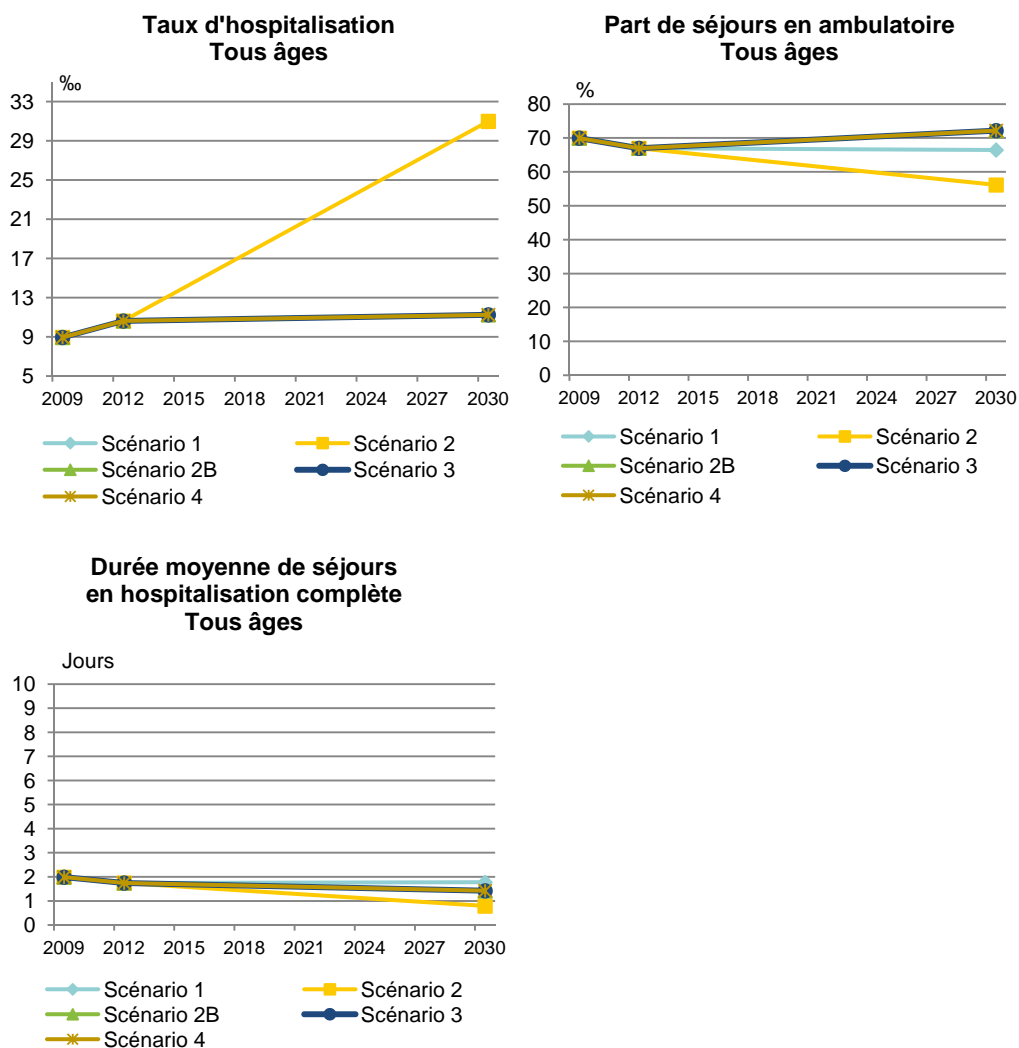 Taux d'hospitalisation
Tous âges
‰
33
29
25
21
17
13
9
5
2009 2012 2015 2018 2021 2024 2027 2030
Scénario 1 Scénario 2
Scénario 2B Scénario 3
Scénario 4
Part de séjours en ambulatoire
Tous âges
%
80
70
60
50
40
30
20
10
0
2009 2012 2015 2018 2021 2024 2027 2030
Scénario 1 Scénario 2
Scénario 2B Scénario 3
Scénario 4
Durée moyenne de séjours
en hospitalisation complète
Tous âges
Jours
10
9
8
7
6
5
4
3
2
1
0
2009 2012 2015 2018 2021 2024 2027 2030
Scénario 1 Scénario 2
Scénario 2B Scénario 3
Scénario 4